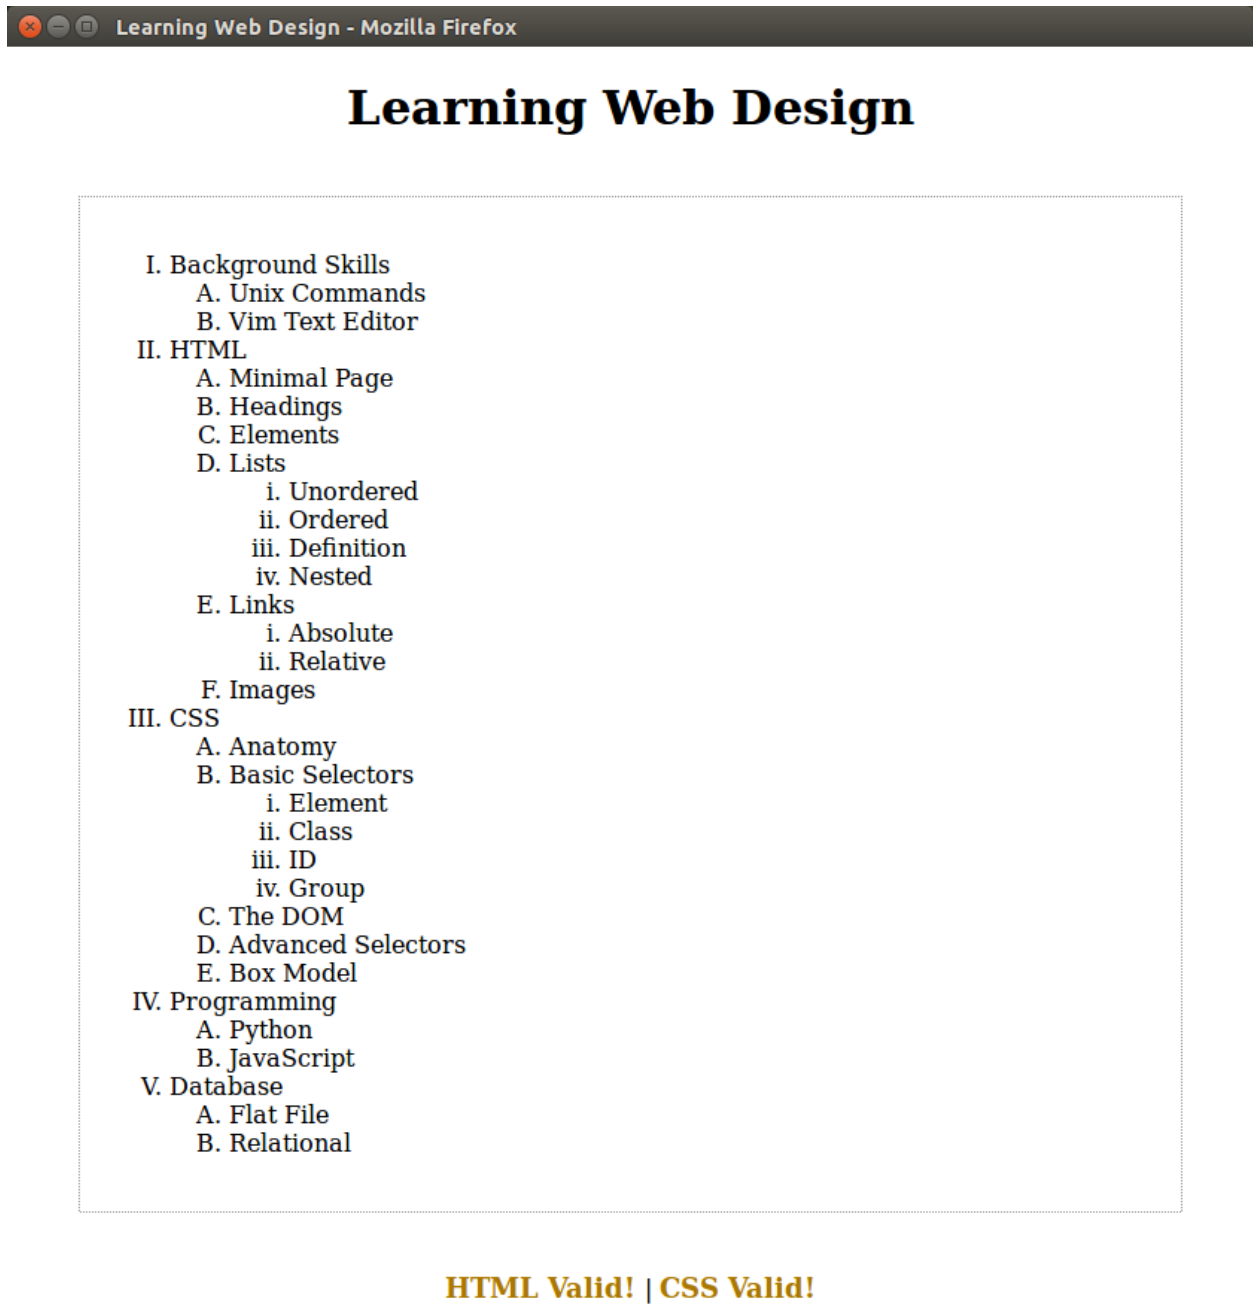 Learning Web Design - Mozilla Firefox
Learning Web Design
I. Background Skills
A. Unix Commands
B. Vim Text Editor
II. HTML
A. Minimal Page
B. Headings
C. Elements
D. Lists
i. Unordered
ii. Ordered
iii. Definition
iv. Nested
E. Links
i. Absolute
ii. Relative
F. Images
III. CSS
A. Anatomy
B. Basic Selectors
i. Element
ii. Class
iii. ID
iv. Group
C. The DOM
D. Advanced Selectors
E. Box Model
IV. Programming
A. Python
B. JavaScript
V. Database
A. Flat File
B. Relational
HTML Valid! | CSS Valid!